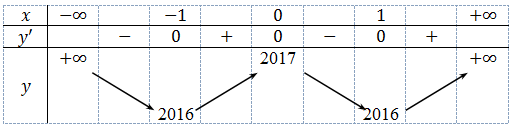 x −∞ −1 0 1 +∞
y′ − 0 + 0 − 0 +
+∞ 2017 +∞
y
2016 2016